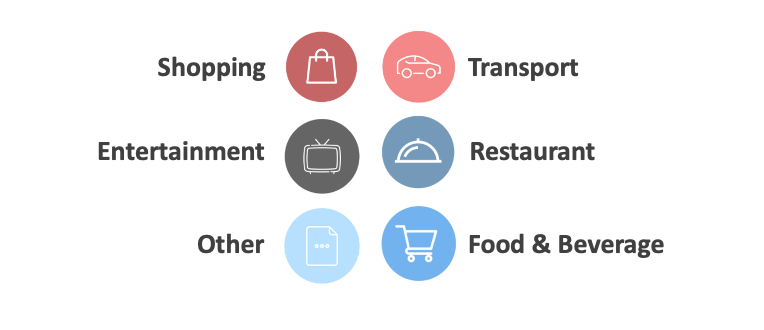 Shopping
Transport
Entertainment
Restaurant
Other
Food & Beverage